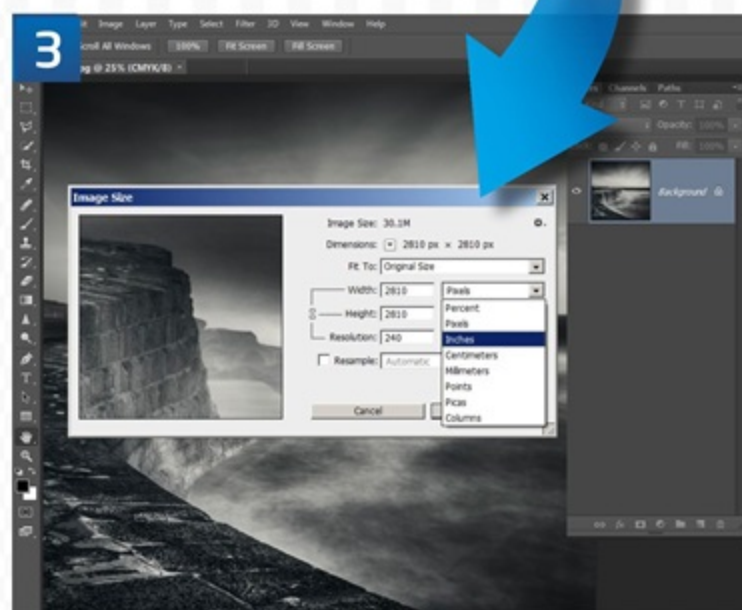 3
Image Layer Type Select Filter 3D View Window Help
Scroll All Windows 100% Fit Screen Fill Screen
@ 25% (CMYK/8) ×
Channels Paths
Opacity: 100%
Fill: 100%
Background
Image Size
Image Size: 30.1M
Dimensions: 2810 px × 2810 px
Fit To: Original Size
Width: 2810 Pixels
Height: 2810
Resolution: 240
Resample: Automatic
Percent
Pixels
Inches
Centimeters
Millimeters
Points
Picas
Columns
Cancel